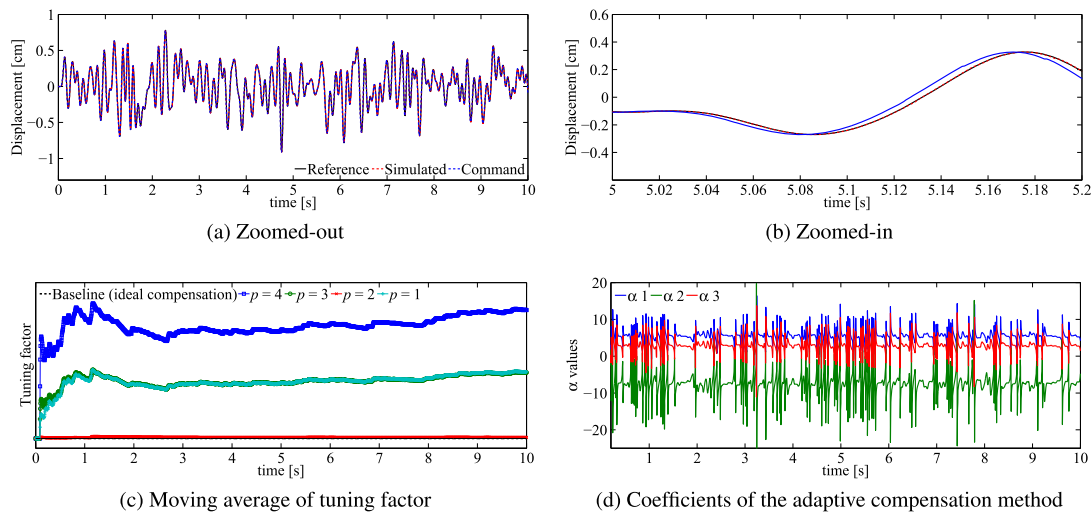 Displacement [cm]
1
0.5
0
−0.5
−1
Reference Simulated Command
0 1 2 3 4 5 6 7 8 9 10
time [s]
(a) Zoomed-out
Displacement [cm]
0.6
0.4
0.2
0
−0.2
−0.4
5 5.02 5.04 5.06 5.08 5.1 5.12 5.14 5.16 5.18 5.2
time [s]
(b) Zoomed-in
Tuning factor
Baseline (ideal compensation) p = 4 p = 3 p = 2 p = 1
0 1 2 3 4 5 6 7 8 9 10
time [s]
(c) Moving average of tuning factor
α values
20
α 1 α 2 α 3
10
0
−10
−20
1 2 3 4 5 6 7 8 9 10
time [s]
(d) Coefficients of the adaptive compensation method